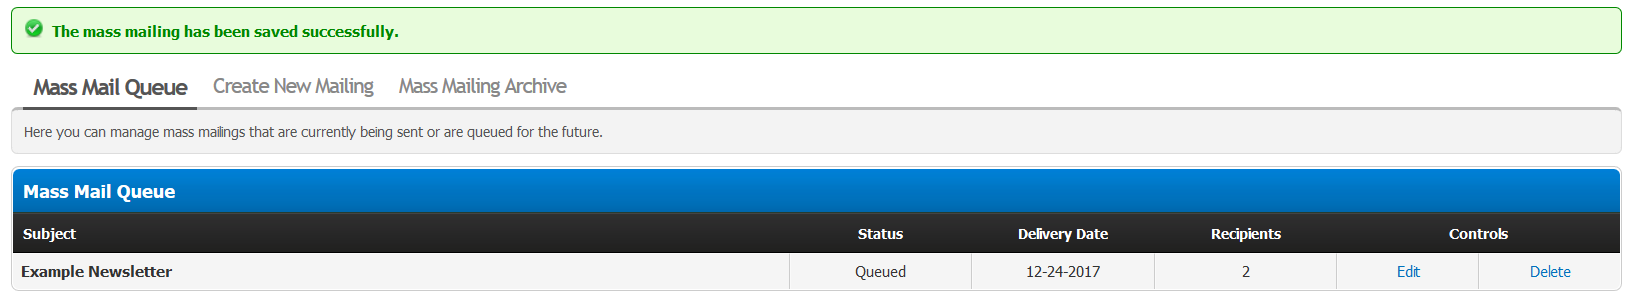 The mass mailing has been saved successfully.
Mass Mail Queue Create New Mailing Mass Mailing Archive
Here you can manage mass mailings that are currently being sent or are queued for the future.
Mass Mail Queue
Subject Status Delivery Date Recipients Controls
Example Newsletter Queued 12-24-2017 2 Edit Delete